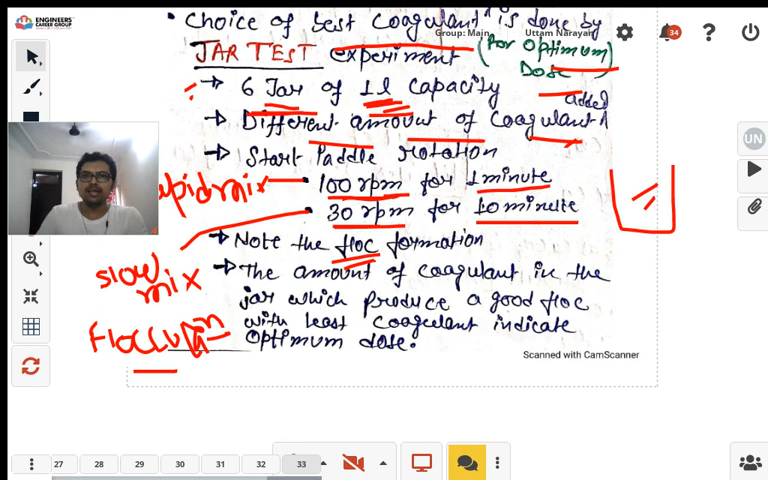 ENGINEERS
CAREER GROUP
Group: Main
Uttam Narayan
34
• Choice of best Coagulant is done by
JAR TEST experiment (For Optimum
Dose
→ 6 Jar of 1l capacity
→ Different amount of Coagulant added
→ Start Paddle rotation
• 100 rpm for 1 minute
• 30 rpm for 10 minute
slow
mix
→ Note the floc formation
→ The amount of coagulant in the
jar which produce a good floc
with least coagulant indicate
optimum dose.
Scanned with CamScanner
UN
27 28 29 30 31 32 33